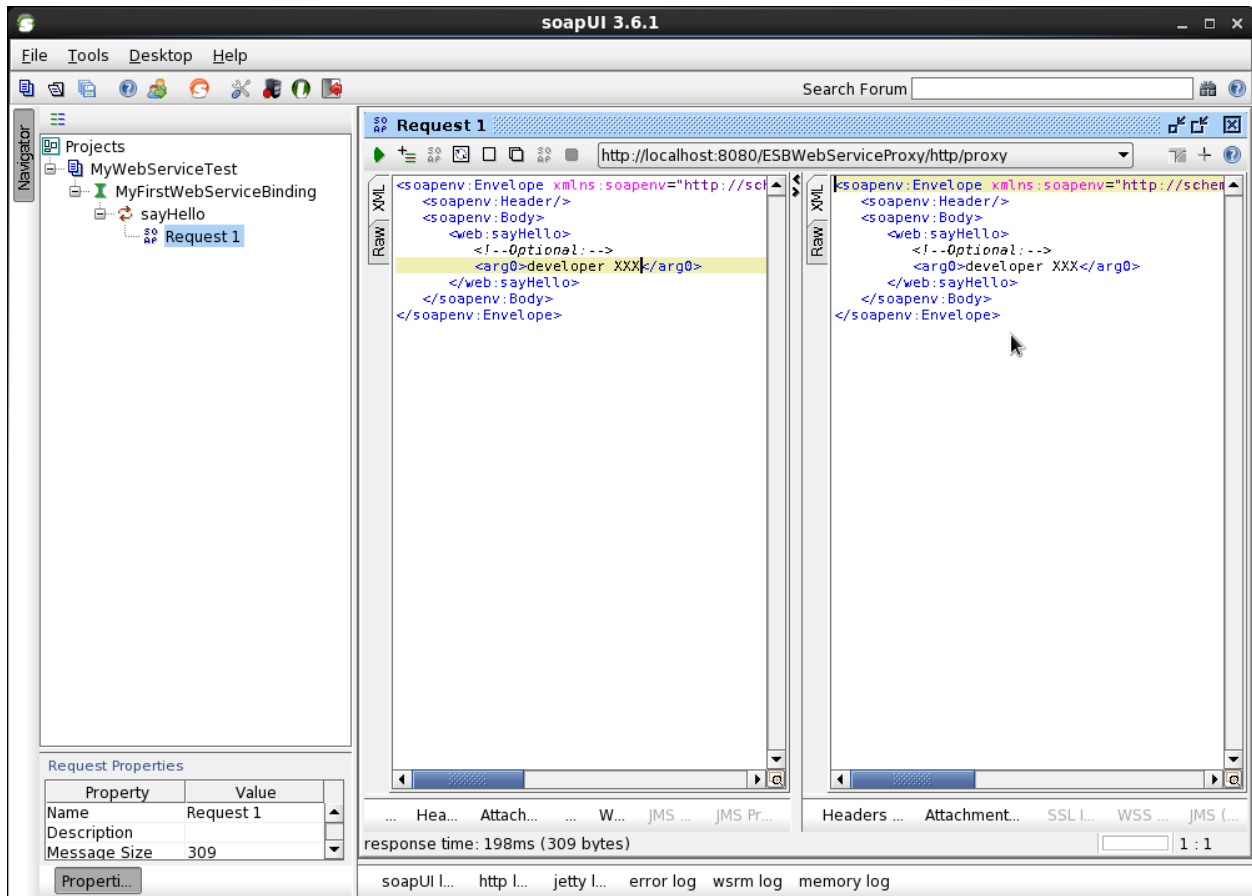 soapUI 3.6.1
File Tools Desktop Help
Search Forum
Navigator
Projects
MyWebServiceTest
MyFirstWebServiceBinding
sayHello
Request 1
Request Properties
Property Value
Name Request 1
Description
Message Size 309
Properti...
Request 1
http://localhost:8080/ESBWebServiceProxy/http/proxy
XML
Raw
<soapenv:Envelope xmlns:soapenv="http://sch
<soapenv:Header/>
<soapenv:Body>
<web:sayHello>
<!--Optional:-->
<arg0>developer XXX</arg0>
</web:sayHello>
</soapenv:Body>
</soapenv:Envelope>
XML
Raw
<soapenv:Envelope xmlns:soapenv="http://schem
<soapenv:Header/>
<soapenv:Body>
<web:sayHello>
<!--Optional:-->
<arg0>developer XXX</arg0>
</web:sayHello>
</soapenv:Body>
</soapenv:Envelope>
... Hea... Attach... ... W... JMS ... JMS Pr...
Headers ... Attachment... SSL I... WSS ... JMS (...
response time: 198ms (309 bytes)
1 : 1
soapUI l... http l... jetty l... error log wsrm log memory log